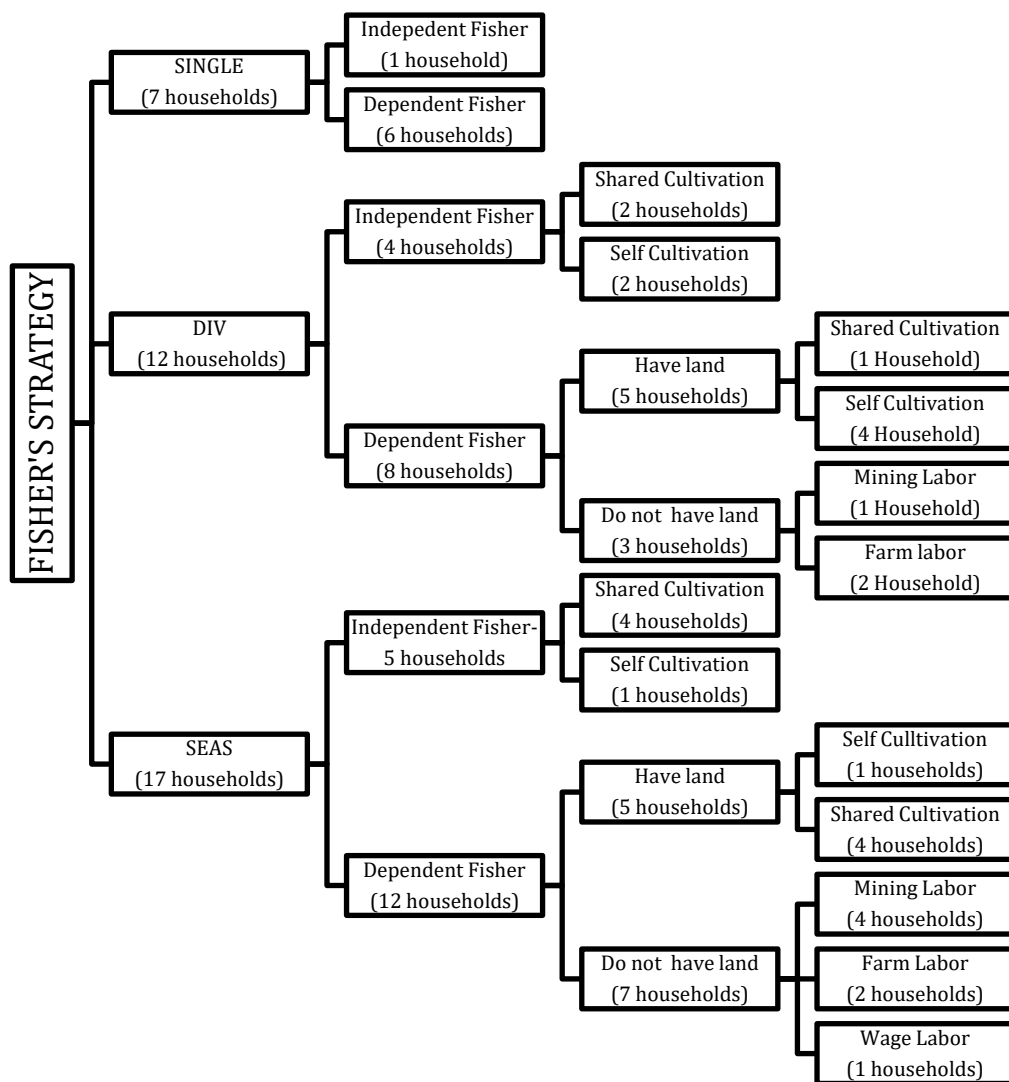 FISHER'S STRATEGY
SINGLE
(7 households)
Indepedent Fisher
(1 household)
Dependent Fisher
(6 households)
DIV
(12 households)
Independent Fisher
(4 households)
Shared Cultivation
(2 households)
Self Cultivation
(2 households)
Dependent Fisher
(8 households)
Have land
(5 households)
Shared Cultivation
(1 Household)
Self Cultivation
(4 Household)
Do not have land
(3 households)
Mining Labor
(1 Household)
Farm labor
(2 Household)
SEAS
(17 households)
Independent Fisher-
5 households
Shared Cultivation
(4 households)
Self Cultivation
(1 households)
Dependent Fisher
(12 households)
Have land
(5 households)
Self Culltivation
(1 households)
Shared Cultivation
(4 households)
Do not have land
(7 households)
Mining Labor
(4 households)
Farm Labor
(2 households)
Wage Labor
(1 households)